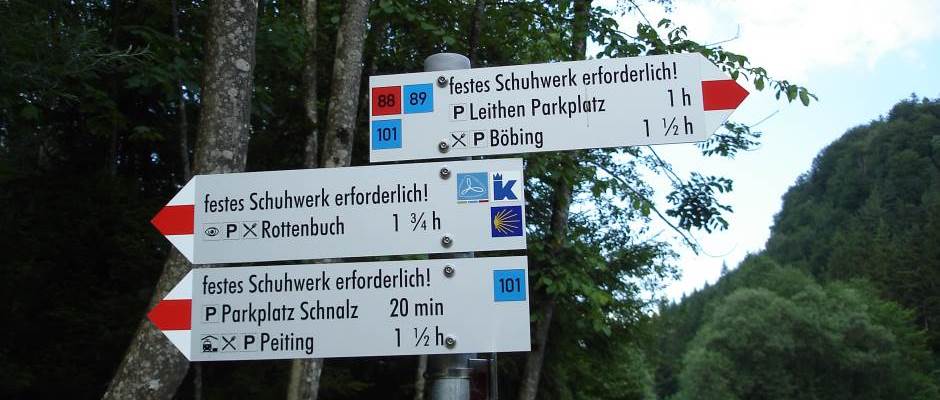 festes Schuhwerk erforderlich!
88 89
P Leithen Parkplatz 1 h
101
P Böbing 1 ½ h
festes Schuhwerk erforderlich!
K
P Rottenbuch 1 ¾ h
festes Schuhwerk erforderlich!
101
P Parkplatz Schnalz 20 min
P Peiting 1 ½ h